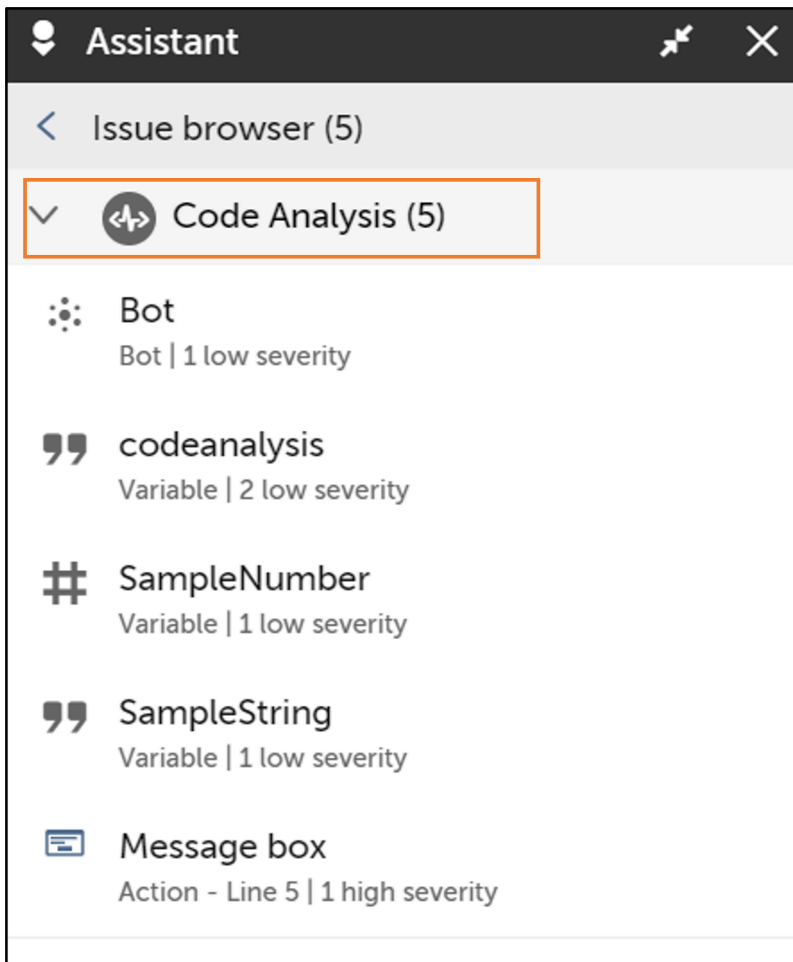 Assistant
Issue browser (5)
Code Analysis (5)
Bot
Bot | 1 low severity
codeanalysis
Variable | 2 low severity
SampleNumber
Variable | 1 low severity
SampleString
Variable | 1 low severity
Message box
Action - Line 5 | 1 high severity